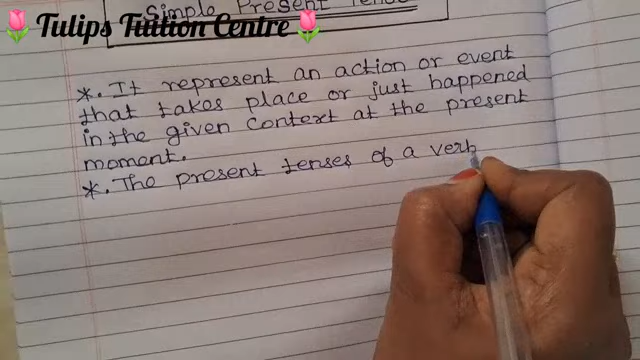 Simple Present Tense
🌷Tulips Tuition Centre🌷
*. It represent an action or event
that takes place or just happened
in the given context at the present
moment.
*. The present tenses of a verb